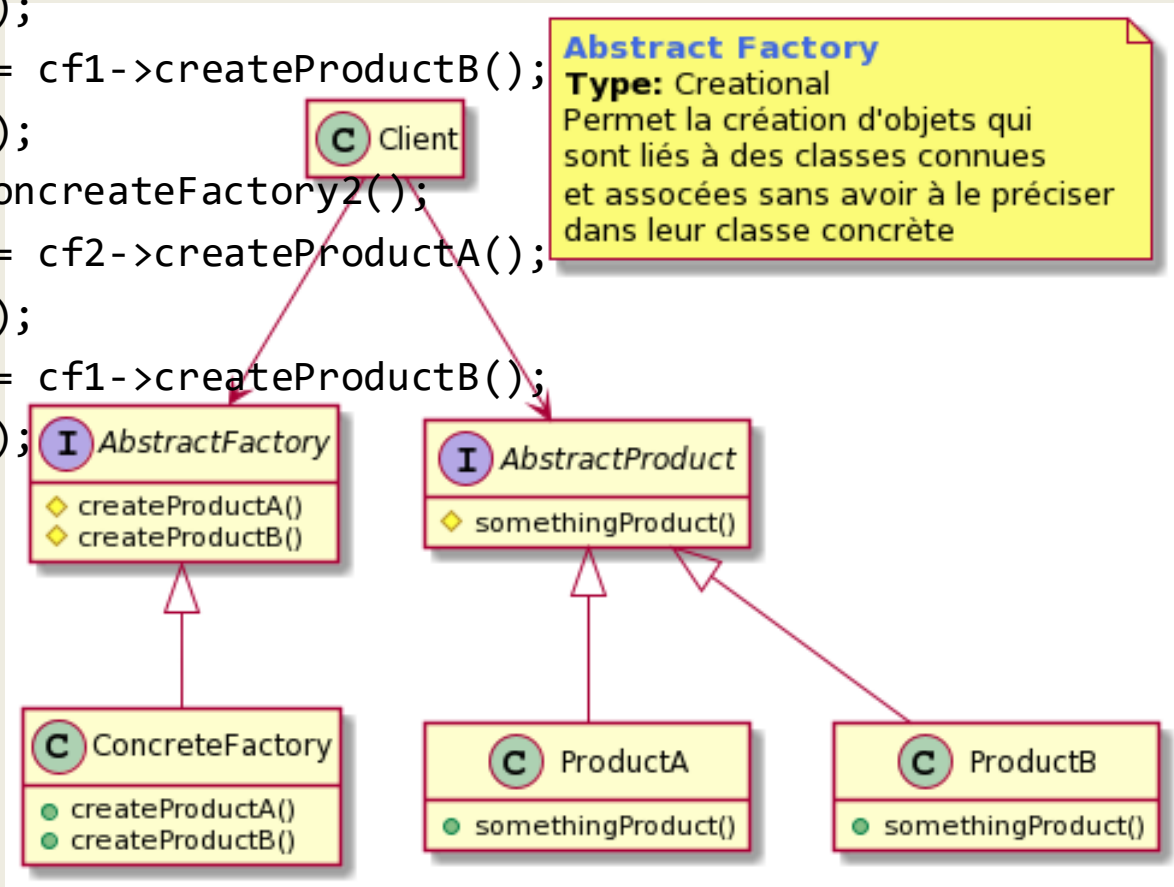 );
= cf1->createProductB();
);
oncreateFactory2();
= cf2->createProductA();
);
= cf1->createProductB();
);
Abstract Factory
Type: Creational
Permet la création d'objets qui
sont liés à des classes connues
et assocées sans avoir à le préciser
dans leur classe concrète
C Client
I AbstractFactory
createProductA()
createProductB()
I AbstractProduct
somethingProduct()
C ConcreteFactory
createProductA()
createProductB()
C ProductA
somethingProduct()
C ProductB
somethingProduct()